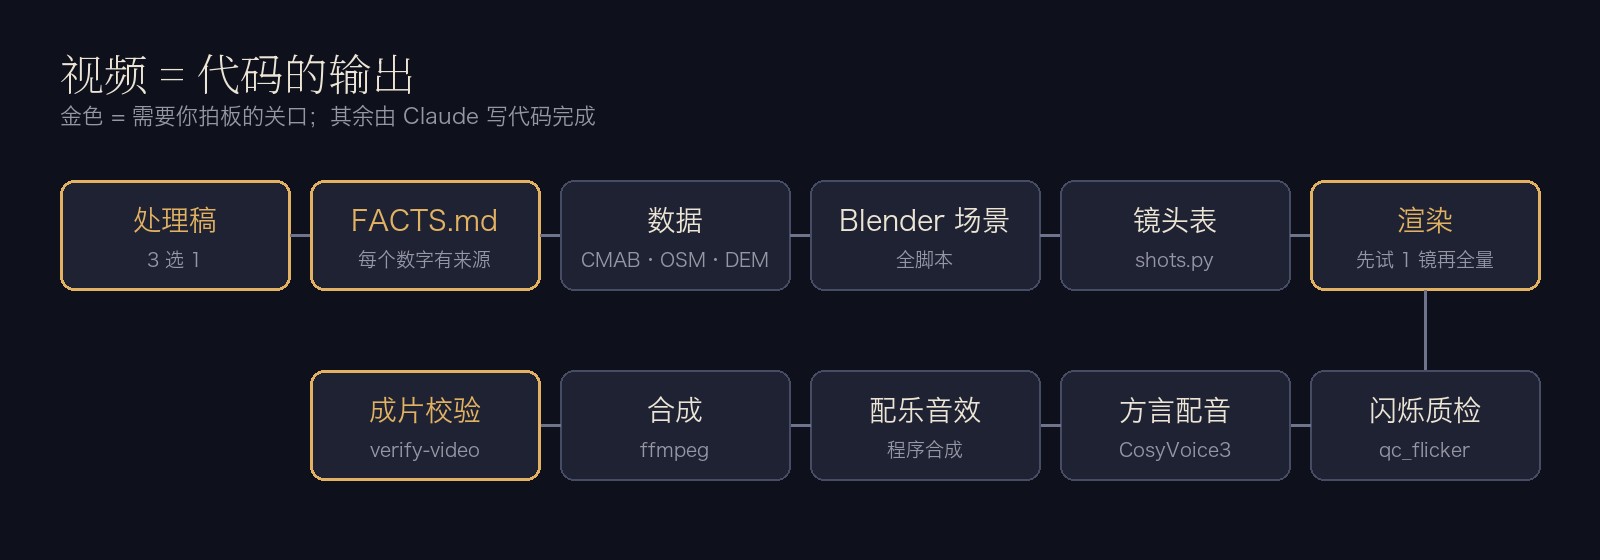 视频 = 代码的输出
金色 = 需要你拍板的关口；其余由 Claude 写代码完成
处理稿
3 选 1
FACTS.md
每个数字有来源
数据
CMAB · OSM · DEM
Blender 场景
全脚本
镜头表
shots.py
渲染
先试 1 镜再全量
成片校验
verify-video
合成
ffmpeg
配乐音效
程序合成
方言配音
CosyVoice3
闪烁质检
qc_flicker